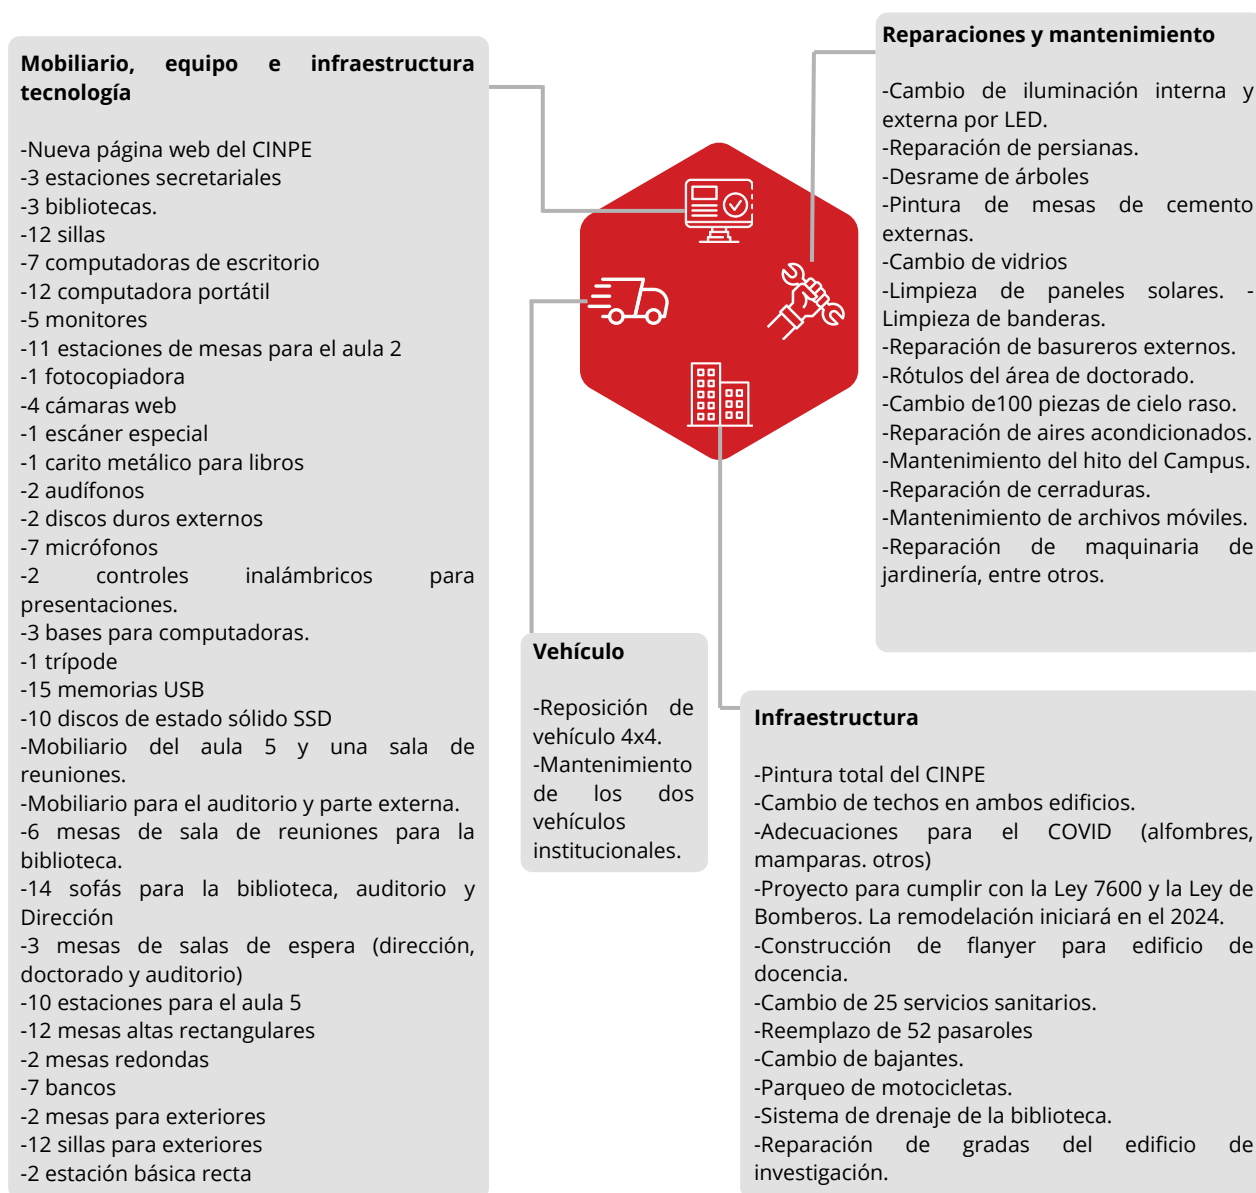 Mobiliario, equipo e infraestructura
tecnología
-Nueva página web del CINPE
-3 estaciones secretariales
-3 bibliotecas.
-12 sillas
-7 computadoras de escritorio
-12 computadora portátil
-5 monitores
-11 estaciones de mesas para el aula 2
-1 fotocopiadora
-4 cámaras web
-1 escáner especial
-1 carito metálico para libros
-2 audífonos
-2 discos duros externos
-7 micrófonos
-2 controles inalámbricos para
presentaciones.
-3 bases para computadoras.
-1 trípode
-15 memorias USB
-10 discos de estado sólido SSD
-Mobiliario del aula 5 y una sala de
reuniones.
-Mobiliario para el auditorio y parte externa.
-6 mesas de sala de reuniones para la
biblioteca.
-14 sofás para la biblioteca, auditorio y
Dirección
-3 mesas de salas de espera (dirección,
doctorado y auditorio)
-10 estaciones para el aula 5
-12 mesas altas rectangulares
-2 mesas redondas
-7 bancos
-2 mesas para exteriores
-12 sillas para exteriores
-2 estación básica recta
Vehículo
-Reposición de
vehículo 4x4.
-Mantenimiento
de los dos
vehículos
institucionales.
Reparaciones y mantenimiento
-Cambio de iluminación interna y
externa por LED.
-Reparación de persianas.
-Desrame de árboles
-Pintura de mesas de cemento
externas.
-Cambio de vidrios
-Limpieza de paneles solares. -
Limpieza de banderas.
-Reparación de basureros externos.
-Rótulos del área de doctorado.
-Cambio de100 piezas de cielo raso.
-Reparación de aires acondicionados.
-Mantenimiento del hito del Campus.
-Reparación de cerraduras.
-Mantenimiento de archivos móviles.
-Reparación de maquinaria de
jardinería, entre otros.
Infraestructura
-Pintura total del CINPE
-Cambio de techos en ambos edificios.
-Adecuaciones para el COVID (alfombres,
mamparas. otros)
-Proyecto para cumplir con la Ley 7600 y la Ley de
Bomberos. La remodelación iniciará en el 2024.
-Construcción de flanyer para edificio de
docencia.
-Cambio de 25 servicios sanitarios.
-Reemplazo de 52 pasaroles
-Cambio de bajantes.
-Parqueo de motocicletas.
-Sistema de drenaje de la biblioteca.
-Reparación de gradas del edificio de
investigación.